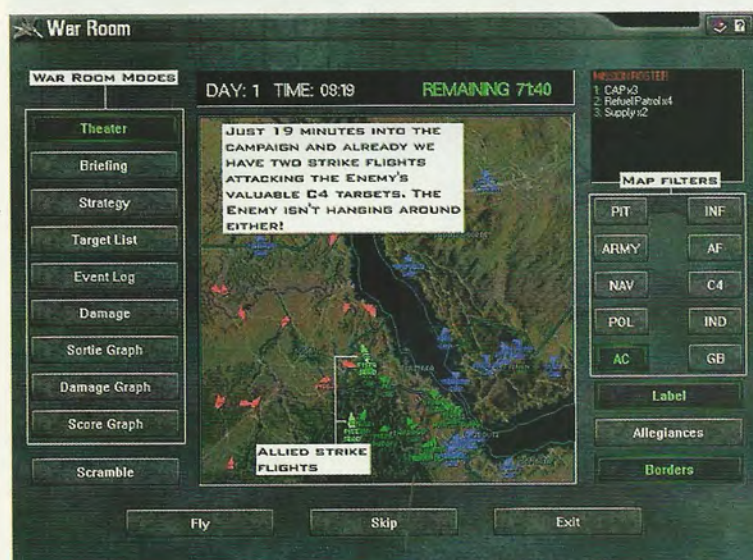 War Room
WAR ROOM MODES
Theater
Briefing
Strategy
Target List
Event Log
Damage
Sortie Graph
Damage Graph
Score Graph
Scramble
DAY: 1 TIME: 09:19 REMAINING 71:40
JUST 19 MINUTES INTO THE
CAMPAIGN AND ALREADY WE
HAVE TWO STRIKE FLIGHTS
ATTACKING THE ENEMY'S
VALUABLE C4 TARGETS. THE
ENEMY ISN'T HANGING AROUND
EITHER!
ALLIED STRIKE
FLIGHTS
MISSION ROSTER
1: CAP x3
2: Refuel Patrol x4
3: Supply x2
MAP FILTERS
PIT INF
ARMY AF
NAV C4
POL IND
AC GB
Label
Allegiances
Borders
Fly Skip Exit